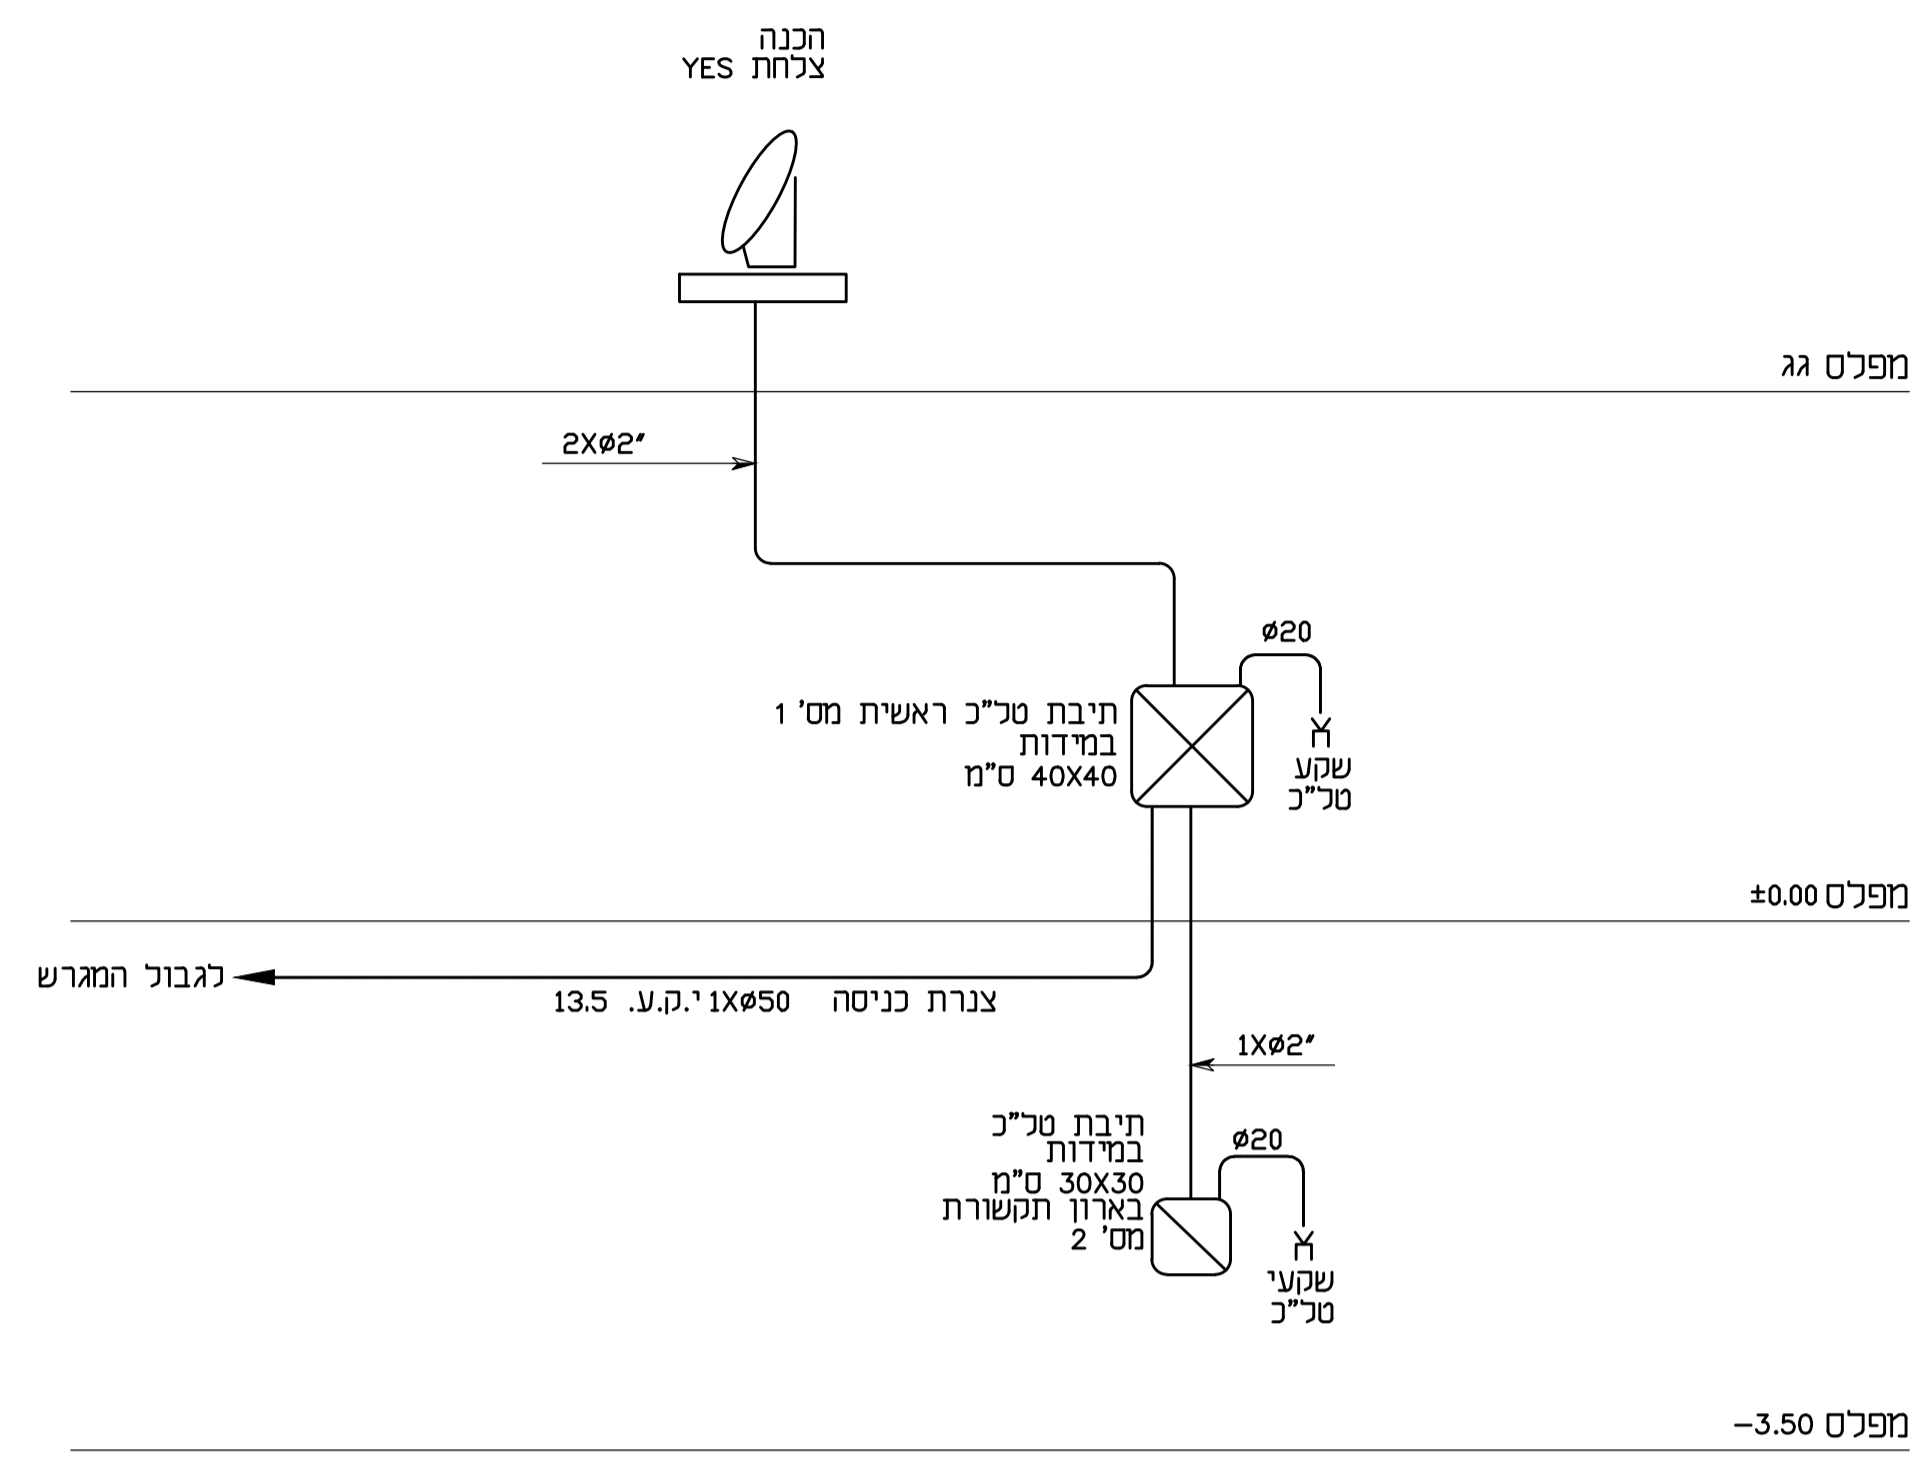 הכנה
צלחת YES
מפלס גג
2XØ2"
Ø20
תיבת טל"כ ראשית מס' 1
במידות
40X40 ס"מ
שקע
טל"כ
מפלס ±0.00
לגבול המגרש
צנרת כניסה 1XØ50 י.ק.ע. 13.5
1XØ2"
תיבת טל"כ
במידות
30X30 ס"מ
בארון תקשורת
מס' 2
Ø20
שקעי
טל"כ
מפלס -3.50